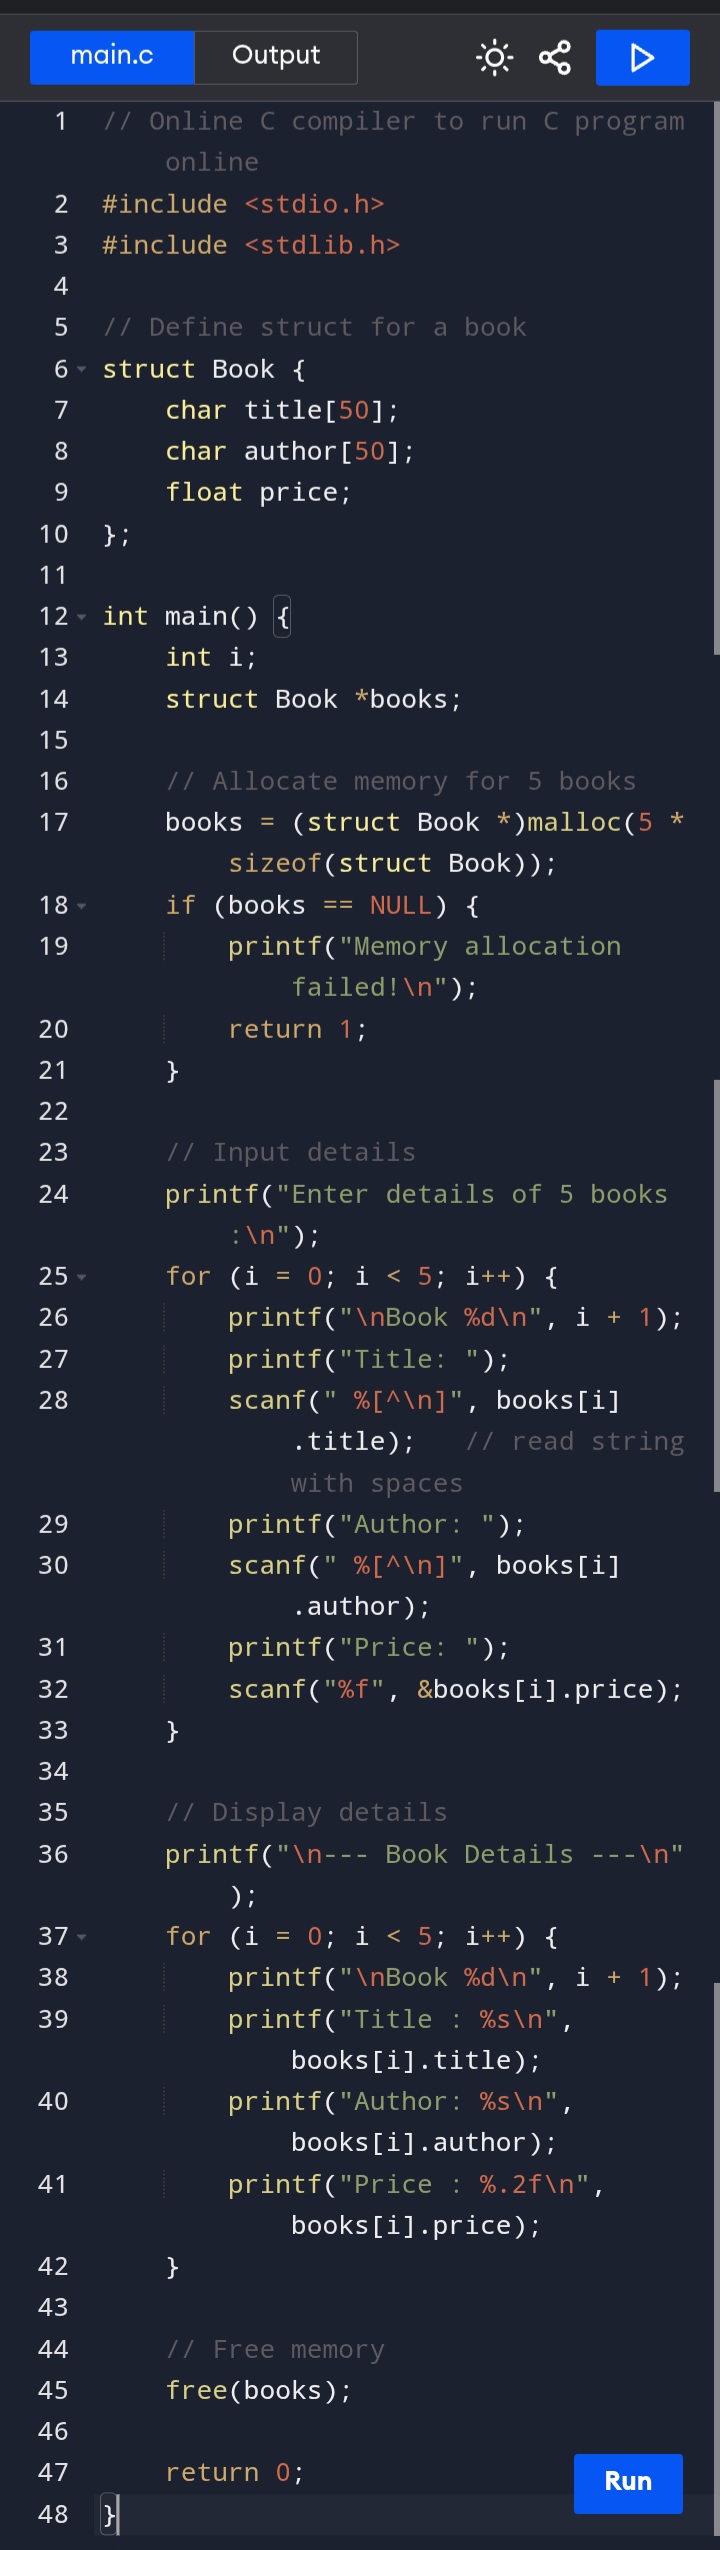 main.c Output
1 // Online C compiler to run C program
online
2 #include <stdio.h>
3 #include <stdlib.h>
4
5 // Define struct for a book
6 struct Book {
7 char title[50];
8 char author[50];
9 float price;
10 };
11
12 int main() {
13 int i;
14 struct Book *books;
15
16 // Allocate memory for 5 books
17 books = (struct Book *)malloc(5 *
sizeof(struct Book));
18 if (books == NULL) {
19 printf("Memory allocation
failed!\n");
20 return 1;
21 }
22
23 // Input details
24 printf("Enter details of 5 books
:\n");
25 for (i = 0; i < 5; i++) {
26 printf("\nBook %d\n", i + 1);
27 printf("Title: ");
28 scanf(" %[^\n]", books[i]
.title); // read string
with spaces
29 printf("Author: ");
30 scanf(" %[^\n]", books[i]
.author);
31 printf("Price: ");
32 scanf("%f", &books[i].price);
33 }
34
35 // Display details
36 printf("\n--- Book Details ---\n"
);
37 for (i = 0; i < 5; i++) {
38 printf("\nBook %d\n", i + 1);
39 printf("Title : %s\n",
books[i].title);
40 printf("Author: %s\n",
books[i].author);
41 printf("Price : %.2f\n",
books[i].price);
42 }
43
44 // Free memory
45 free(books);
46
47 return 0;
Run
48 }